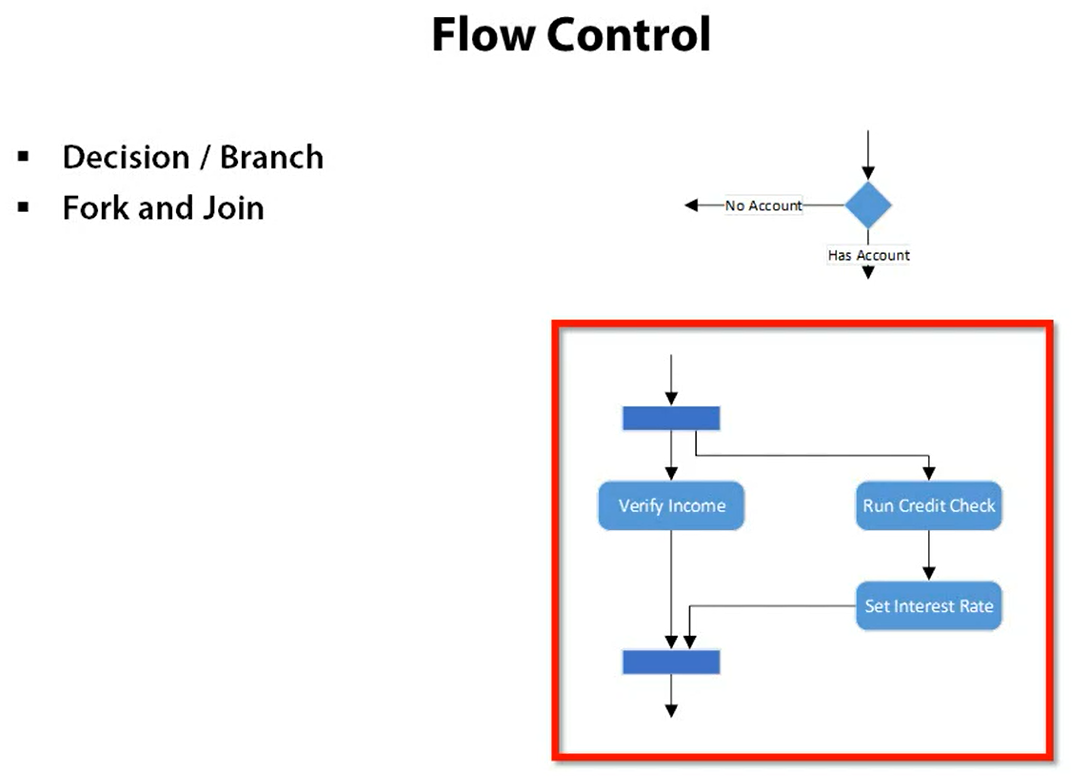 Flow Control
▪ Decision / Branch
▪ Fork and Join
No Account
Has Account
Verify Income
Run Credit Check
Set Interest Rate